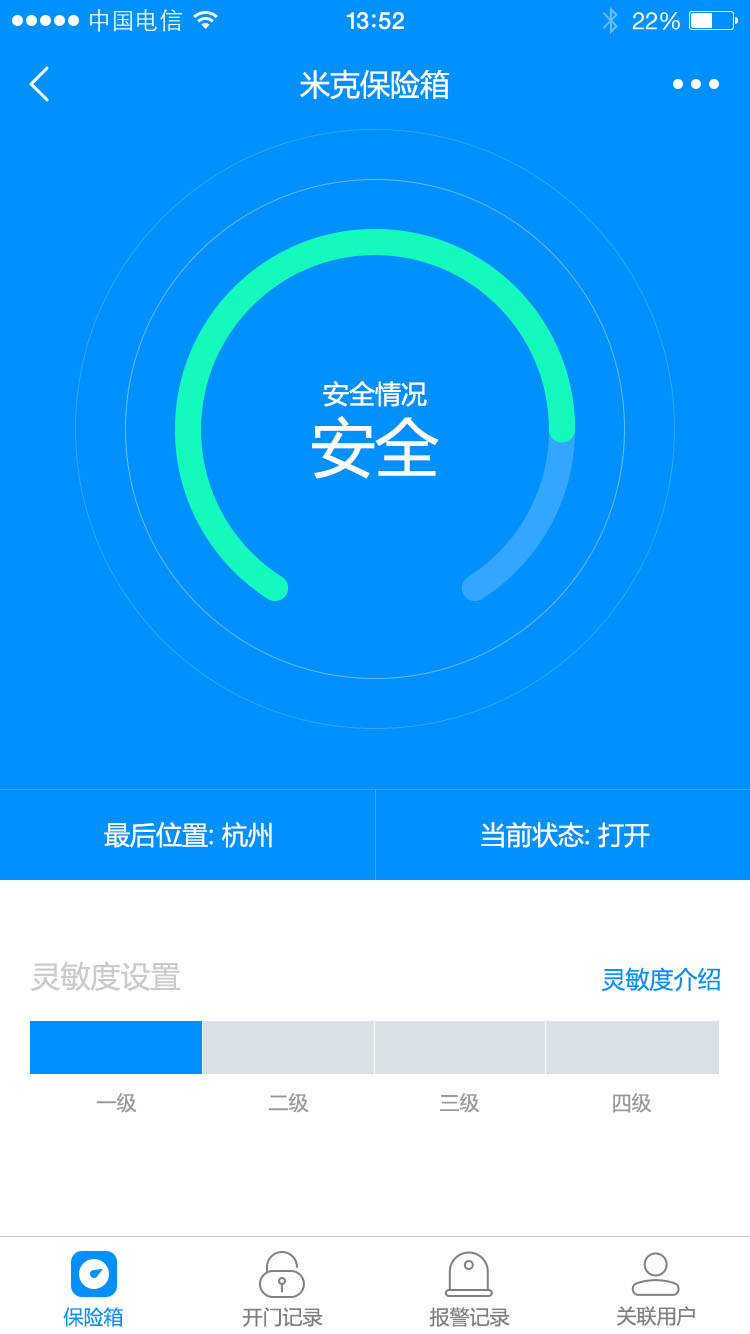 中国电信 13:52 22%
米克保险箱
安全情况
安全
最后位置: 杭州 当前状态: 打开
灵敏度设置 灵敏度介绍
一级 二级 三级 四级
保险箱 开门记录 报警记录 关联用户